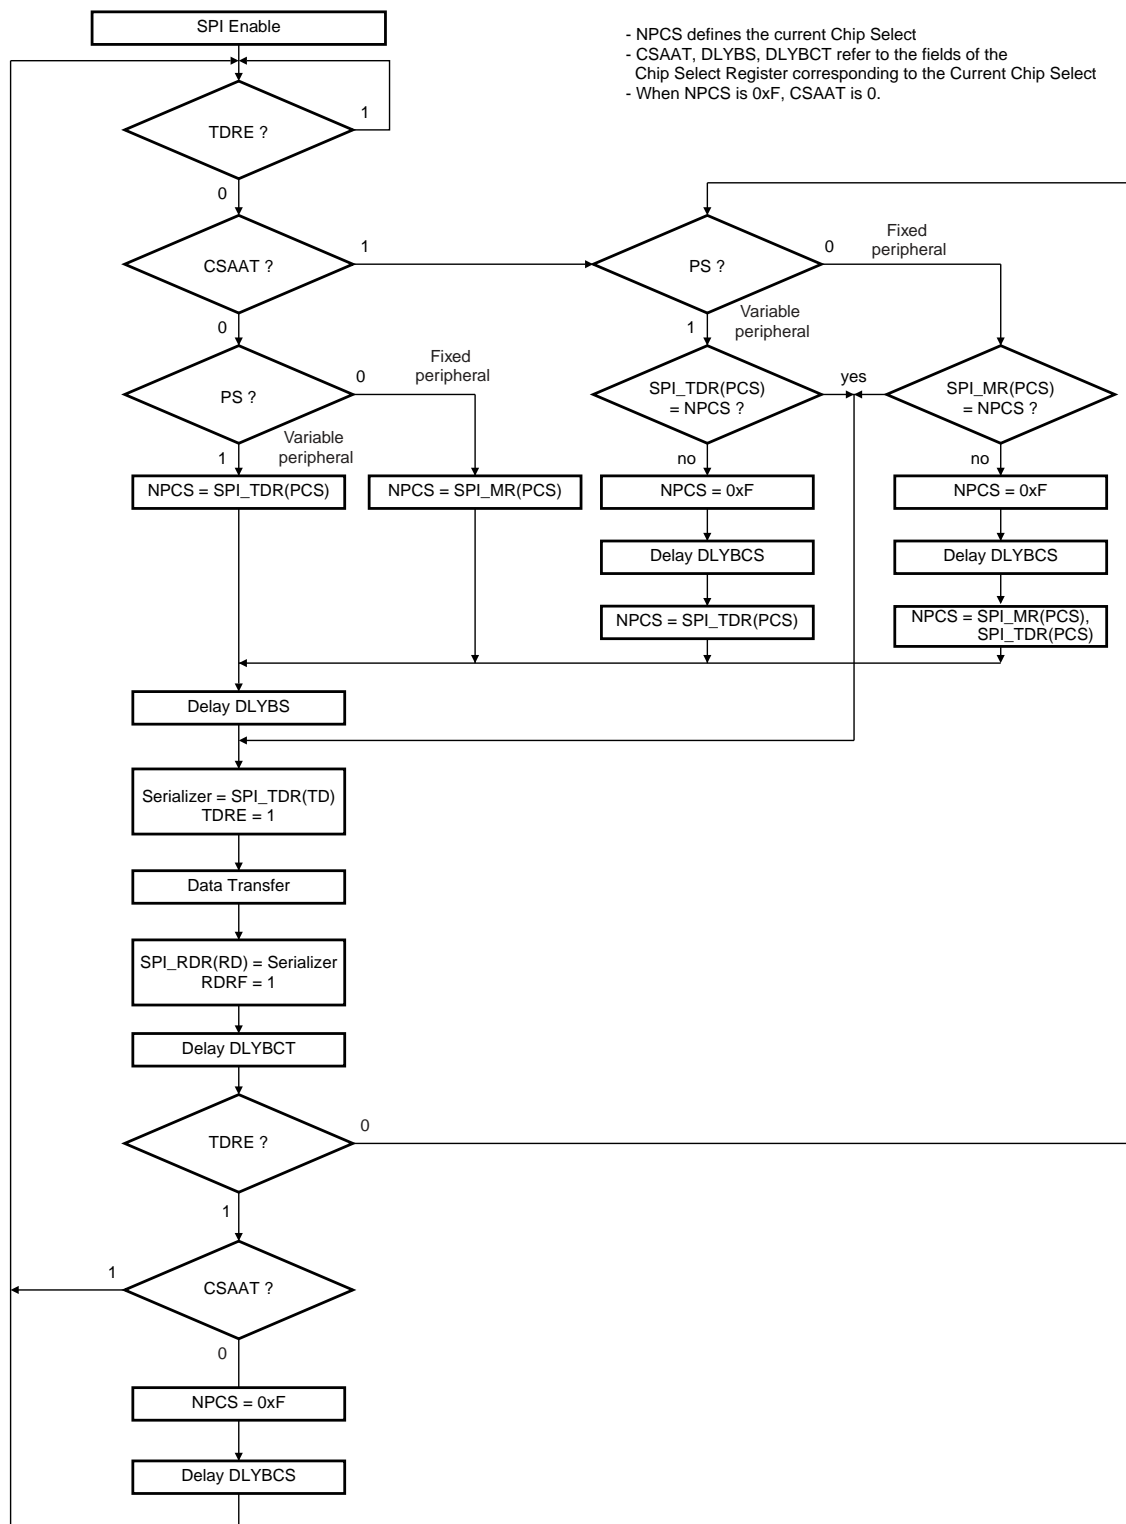 SPI Enable
- NPCS defines the current Chip Select
- CSAAT, DLYBS, DLYBCT refer to the fields of the
Chip Select Register corresponding to the Current Chip Select
- When NPCS is 0xF, CSAAT is 0.
TDRE ?
1
0
CSAAT ?
1
PS ?
0
Fixed
peripheral
0
1
Variable
peripheral
PS ?
0
Fixed
peripheral
1
Variable
peripheral
SPI_TDR(PCS)
= NPCS ?
yes
SPI_MR(PCS)
= NPCS ?
no
no
NPCS = SPI_TDR(PCS)
NPCS = SPI_MR(PCS)
NPCS = 0xF
NPCS = 0xF
Delay DLYBCS
Delay DLYBCS
NPCS = SPI_TDR(PCS)
NPCS = SPI_MR(PCS),
SPI_TDR(PCS)
Delay DLYBS
Serializer = SPI_TDR(TD)
TDRE = 1
Data Transfer
SPI_RDR(RD) = Serializer
RDRF = 1
Delay DLYBCT
TDRE ?
0
1
CSAAT ?
1
0
NPCS = 0xF
Delay DLYBCS